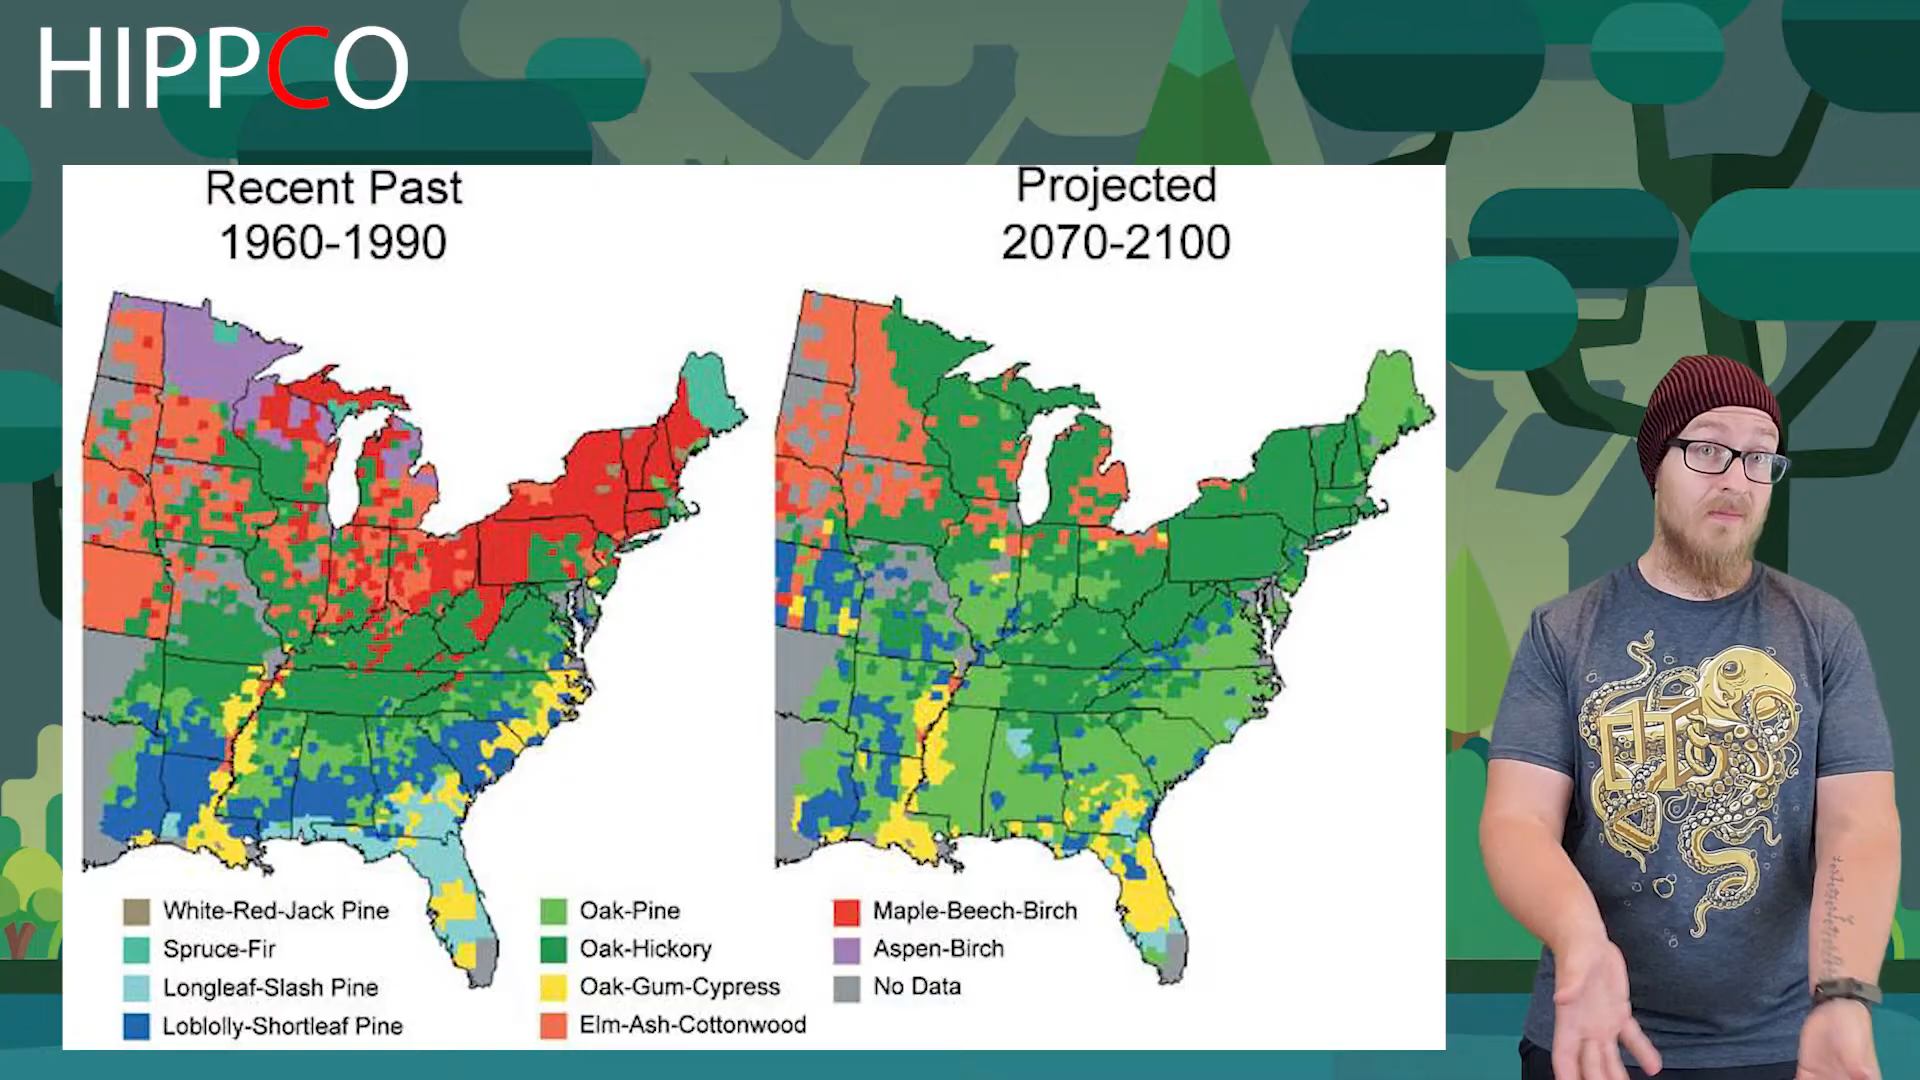 HIPPCO
Recent Past
1960-1990
Projected
2070-2100
White-Red-Jack Pine
Spruce-Fir
Longleaf-Slash Pine
Loblolly-Shortleaf Pine
Oak-Pine
Oak-Hickory
Oak-Gum-Cypress
Elm-Ash-Cottonwood
Maple-Beech-Birch
Aspen-Birch
No Data